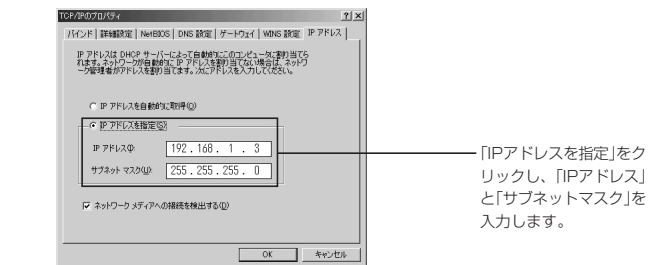 TCP/IPのプロパティ
バインド 詳細設定 NetBIOS DNS 設定 ゲートウェイ WINS 設定 IP アドレス
IP アドレスは DHCP サーバーによって自動的にこのコンピュータに割り当てら
れます。ネットワークが自動的に IP アドレスを割り当てない場合は、ネットワ
ーク管理者がアドレスを割り当てます。次にアドレスを入力してください。
IP アドレスを自動的に取得(O)
IP アドレスを指定(S)
IP アドレス(I): 192.168. 1 . 3
サブネット マスク(U): 255.255.255. 0
ネットワーク メディアへの接続を検出する(D)
OK キャンセル
「IPアドレスを指定」をク
リックし、「IPアドレス」
と「サブネットマスク」を
入力します。